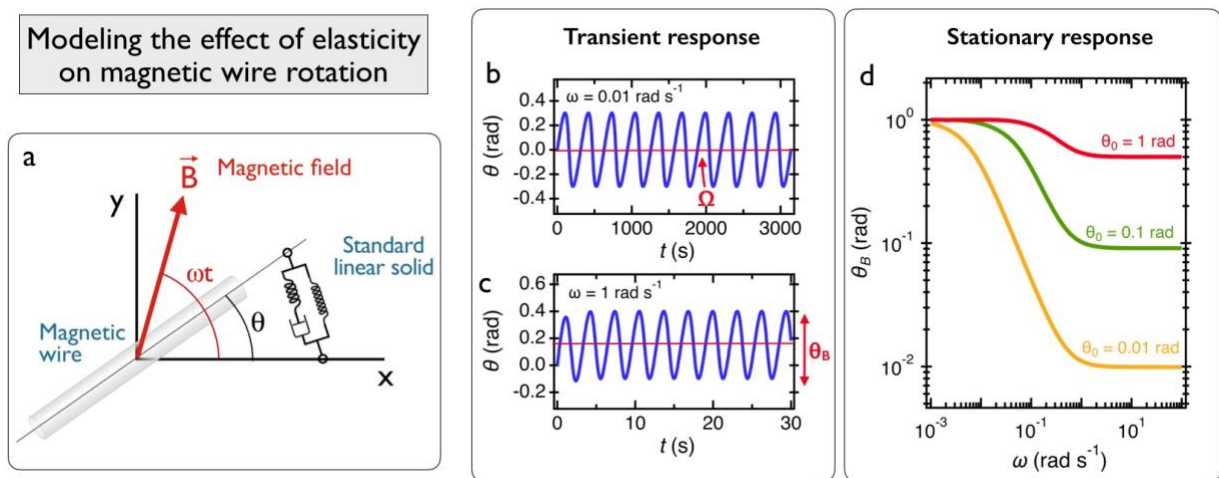 Modeling the effect of elasticity
on magnetic wire rotation
a
B
Magnetic field
y
ωt
Standard
linear solid
Magnetic
wire
θ
x
Transient response
b
ω = 0.01 rad s⁻¹
0.4
0.2
0.0
-0.2
-0.4
θ (rad)
Ω
0 1000 2000 3000
t (s)
c
ω = 1 rad s⁻¹
0.6
0.4
0.2
0.0
-0.2
θ (rad)
θB
0 10 20 30
t (s)
Stationary response
d
10⁰
θ₀ = 1 rad
10⁻¹
θ₀ = 0.1 rad
θB (rad)
θ₀ = 0.01 rad
10⁻²
10⁻³ 10⁻¹ 10¹
ω (rad s⁻¹)